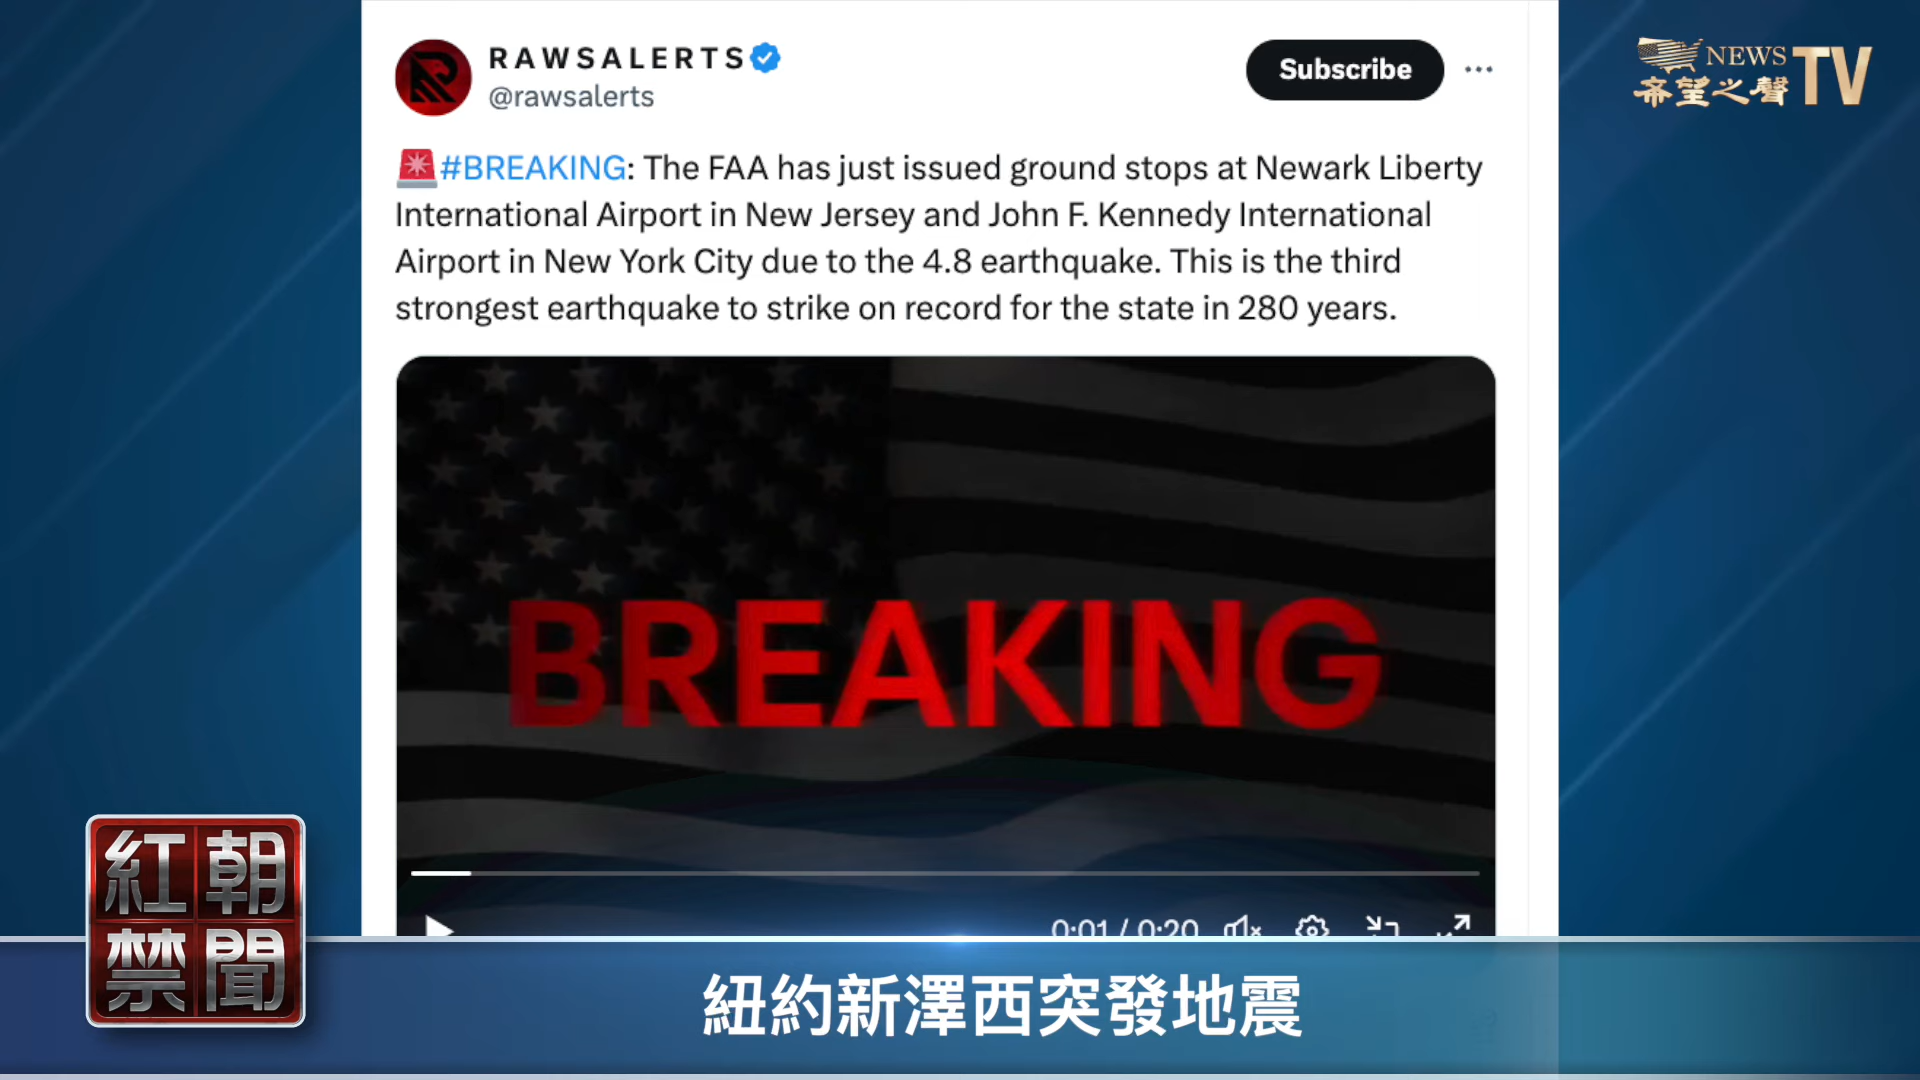 RAWSALERTS
@rawsalerts
Subscribe
NEWS
希望之聲TV
#BREAKING: The FAA has just issued ground stops at Newark Liberty
International Airport in New Jersey and John F. Kennedy International
Airport in New York City due to the 4.8 earthquake. This is the third
strongest earthquake to strike on record for the state in 280 years.
BREAKING
0:01 / 0:20
紅朝
禁聞
紐約新澤西突發地震